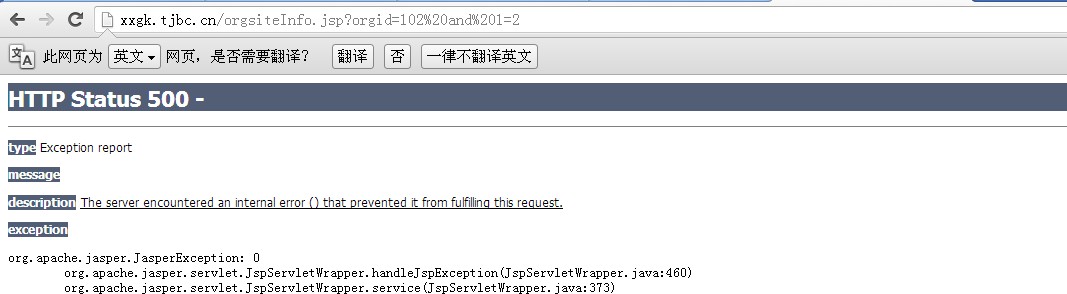 xxgk.tjbc.cn/orgsiteInfo.jsp?orgid=102%20and%201=2
此网页为 英文 网页，是否需要翻译？ 翻译 否 一律不翻译英文
HTTP Status 500 -
type Exception report
message
description The server encountered an internal error () that prevented it from fulfilling this request.
exception
org.apache.jasper.JasperException: 0
org.apache.jasper.servlet.JspServletWrapper.handleJspException(JspServletWrapper.java:460)
org.apache.jasper.servlet.JspServletWrapper.service(JspServletWrapper.java:373)